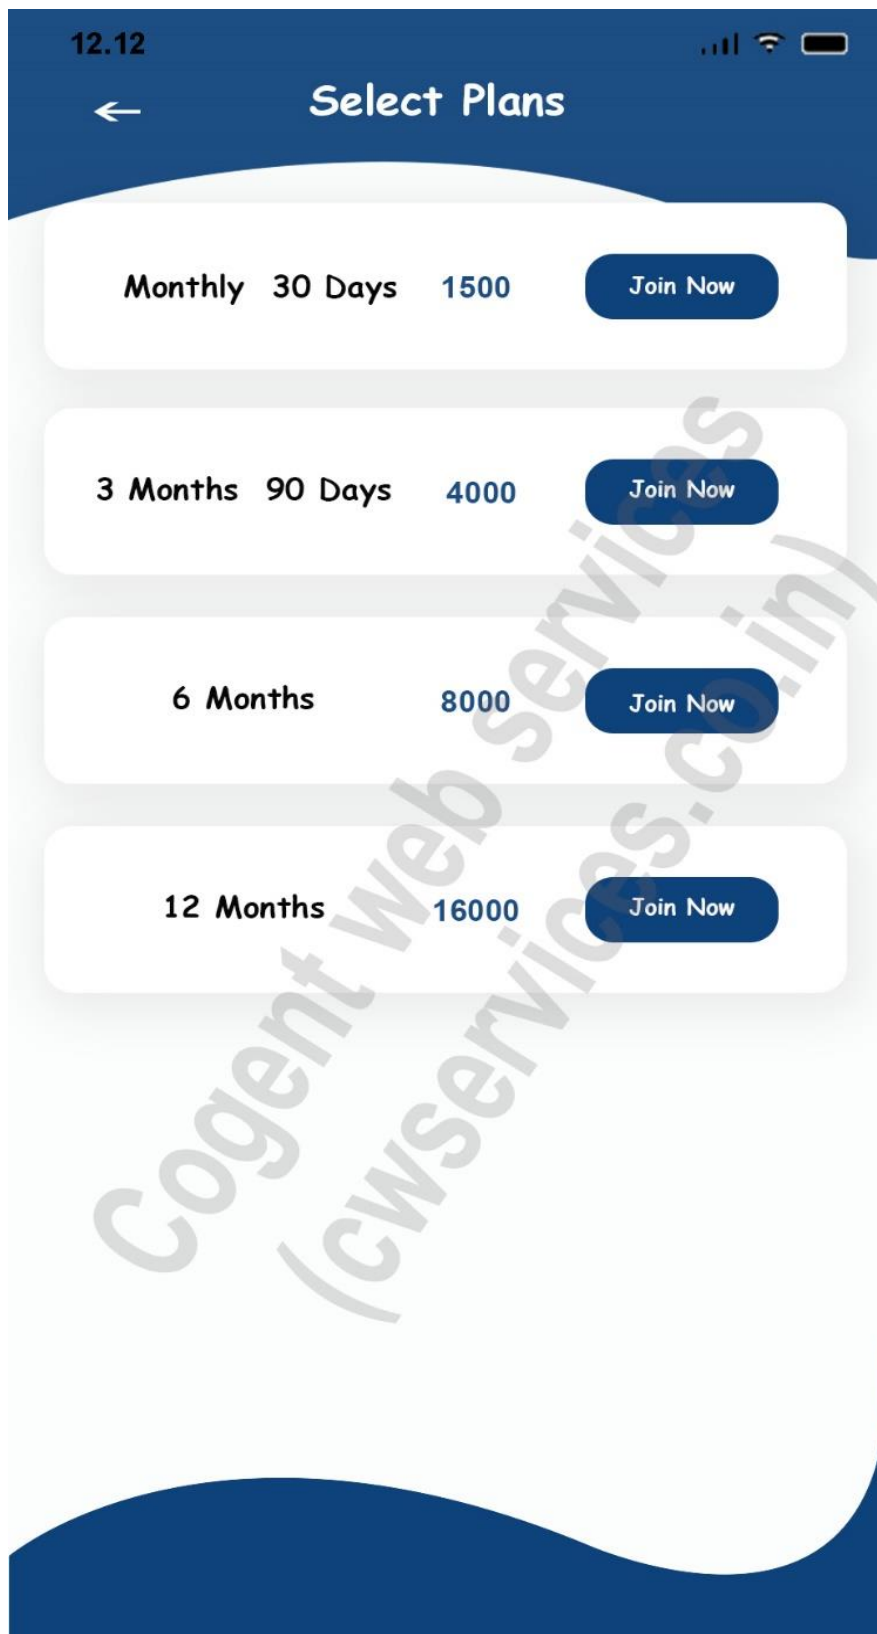 12.12
Select Plans
Monthly 30 Days 1500 Join Now
3 Months 90 Days 4000 Join Now
6 Months 8000 Join Now
12 Months 16000 Join Now
Cogent web services
(cwservices.co.in)